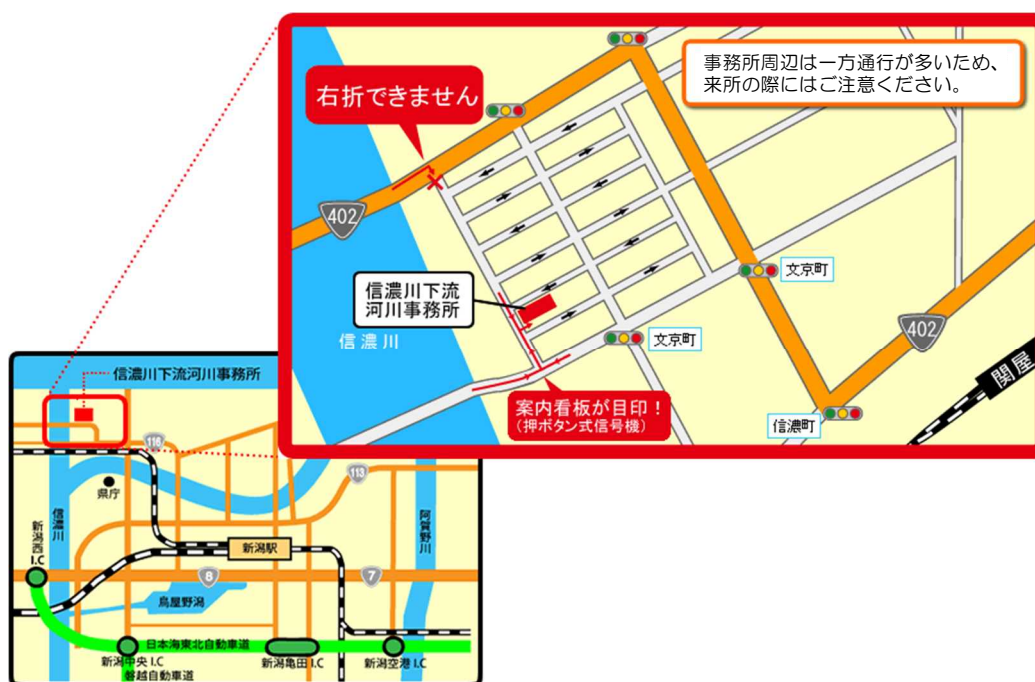 事務所周辺は一方通行が多いため、
来所の際にはご注意ください。
右折できません
402
信濃川下流
河川事務所
信濃川
文京町
文京町
402
関屋
信濃町
案内看板が目印！
（押ボタン式信号機）
信濃川下流河川事務所
116
113
県庁
信濃川
新潟西
I.C
新潟駅
阿賀野川
8
7
鳥屋野潟
日本海東北自動車道
新潟中央 I.C
新潟亀田 I.C
新潟空港 I.C
磐越自動車道